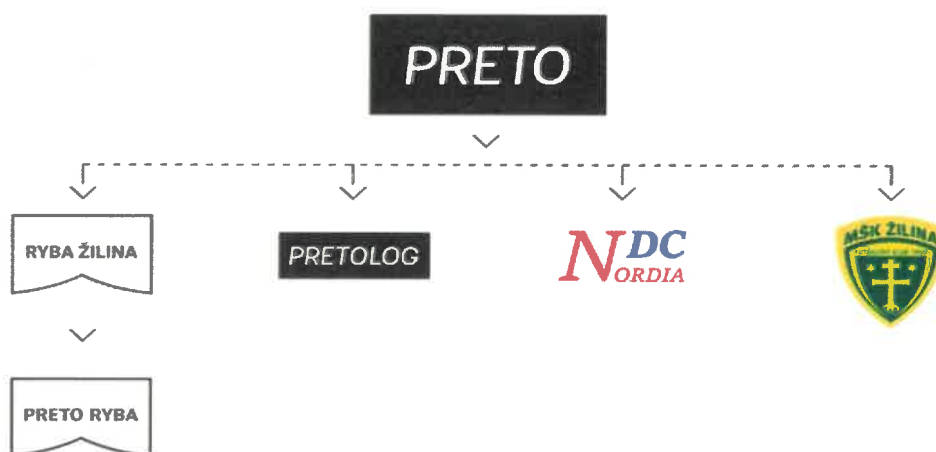 PRETO
RYBA ŽILINA
PRETOLOG
NDC
NORDIA
MŠK ŽILINA
PRETO RYBA